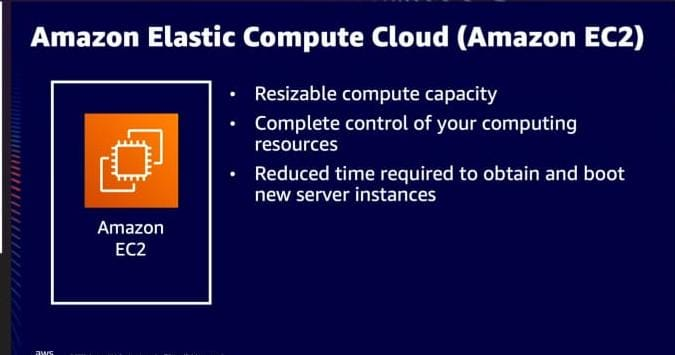 Amazon Elastic Compute Cloud (Amazon EC2)
• Resizable compute capacity
• Complete control of your computing
resources
• Reduced time required to obtain and boot
new server instances
Amazon
EC2
aws